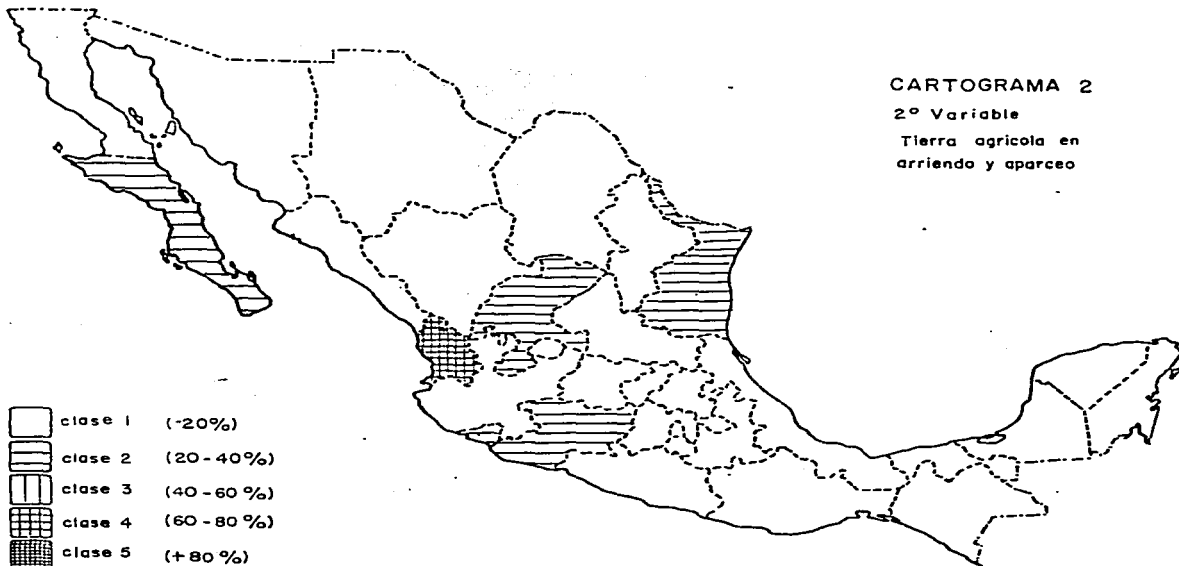 CARTOGRAMA 2
2º Variable
Tierra agricola en
arriendo y aparceo
clase 1 (-20%)
clase 2 (20-40%)
clase 3 (40-60%)
clase 4 (60-80%)
clase 5 (+80%)